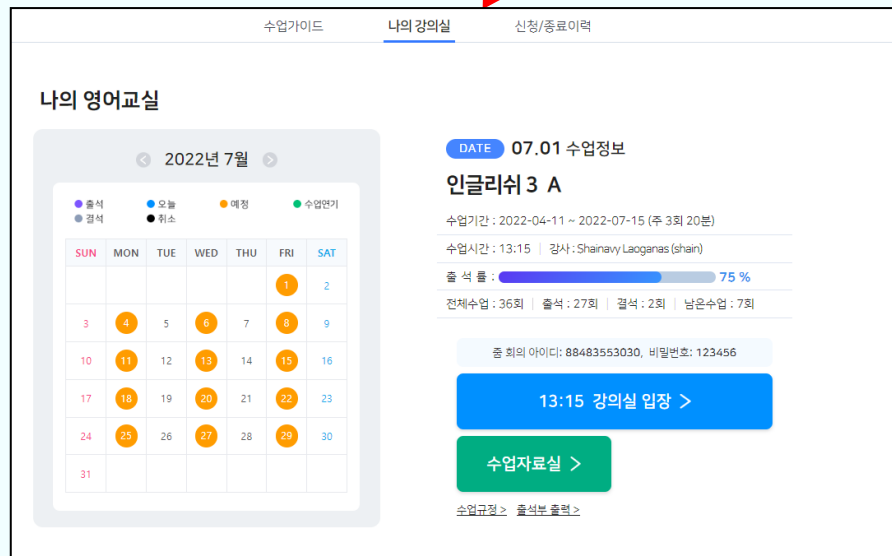 수업가이드 나의 강의실 신청/종료이력
나의 영어교실
2022년 7월
출석 오늘 예정 수업연기
결석 취소
SUN MON TUE WED THU FRI SAT
1 2
3 4 5 6 7 8 9
10 11 12 13 14 15 16
17 18 19 20 21 22 23
24 25 26 27 28 29 30
31
DATE 07.01 수업정보
인글리쉬 3 A
수업기간 : 2022-04-11 ~ 2022-07-15 (주 3회 20분)
수업시간 : 13:15 | 강사 : Shainavy Laoganas (shain)
출 석 률 : 75 %
전체수업 : 36회 | 출석 : 27회 | 결석 : 2회 | 남은수업 : 7회
줌 회의 아이디: 88483553030, 비밀번호: 123456
13:15 강의실 입장 >
수업자료실 >
수업규정 > 출석부 출력 >